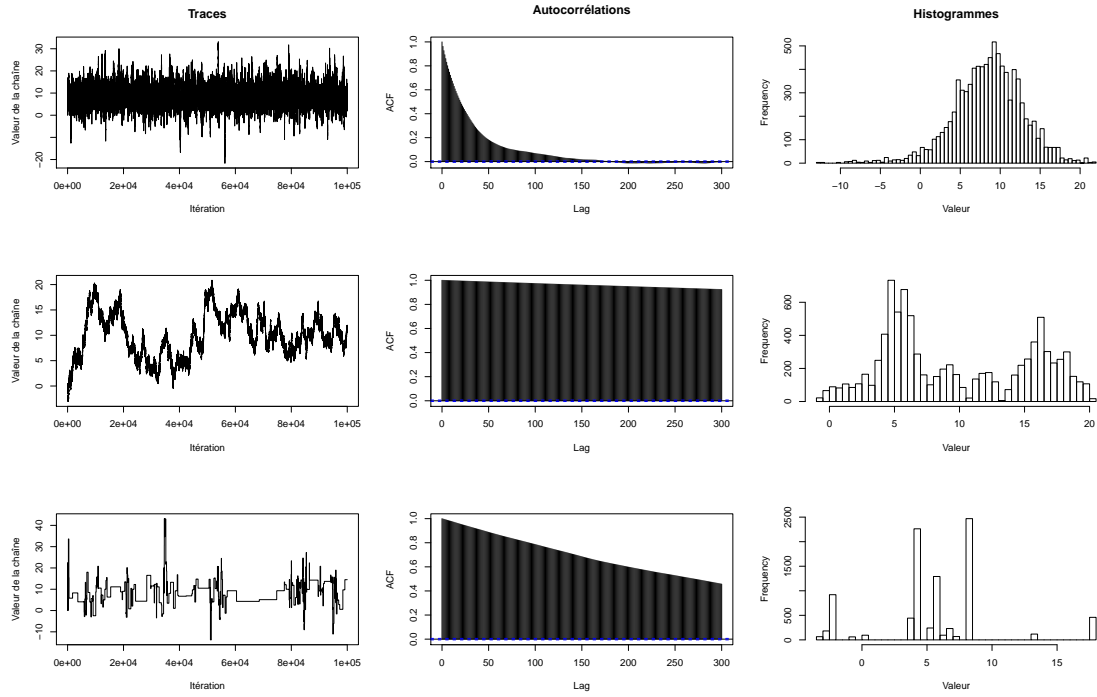 Traces
Autocorrélations
Histogrammes
Valeur de la chaîne
30
20
10
0
−20
0e+00 2e+04 4e+04 6e+04 8e+04 1e+05
Itération
ACF
1.0
0.8
0.6
0.4
0.2
0.0
0 50 100 150 200 250 300
Lag
Frequency
500
300
100
0
−10 −5 0 5 10 15 20
Valeur
Valeur de la chaîne
20
15
10
5
0
0e+00 2e+04 4e+04 6e+04 8e+04 1e+05
Itération
ACF
1.0
0.8
0.6
0.4
0.2
0.0
0 50 100 150 200 250 300
Lag
Frequency
600
400
200
0
0 5 10 15 20
Valeur
Valeur de la chaîne
40
30
20
10
0
−10
0e+00 2e+04 4e+04 6e+04 8e+04 1e+05
Itération
ACF
1.0
0.8
0.6
0.4
0.2
0.0
0 50 100 150 200 250 300
Lag
Frequency
2500
1500
500
0
0 5 10 15
Valeur